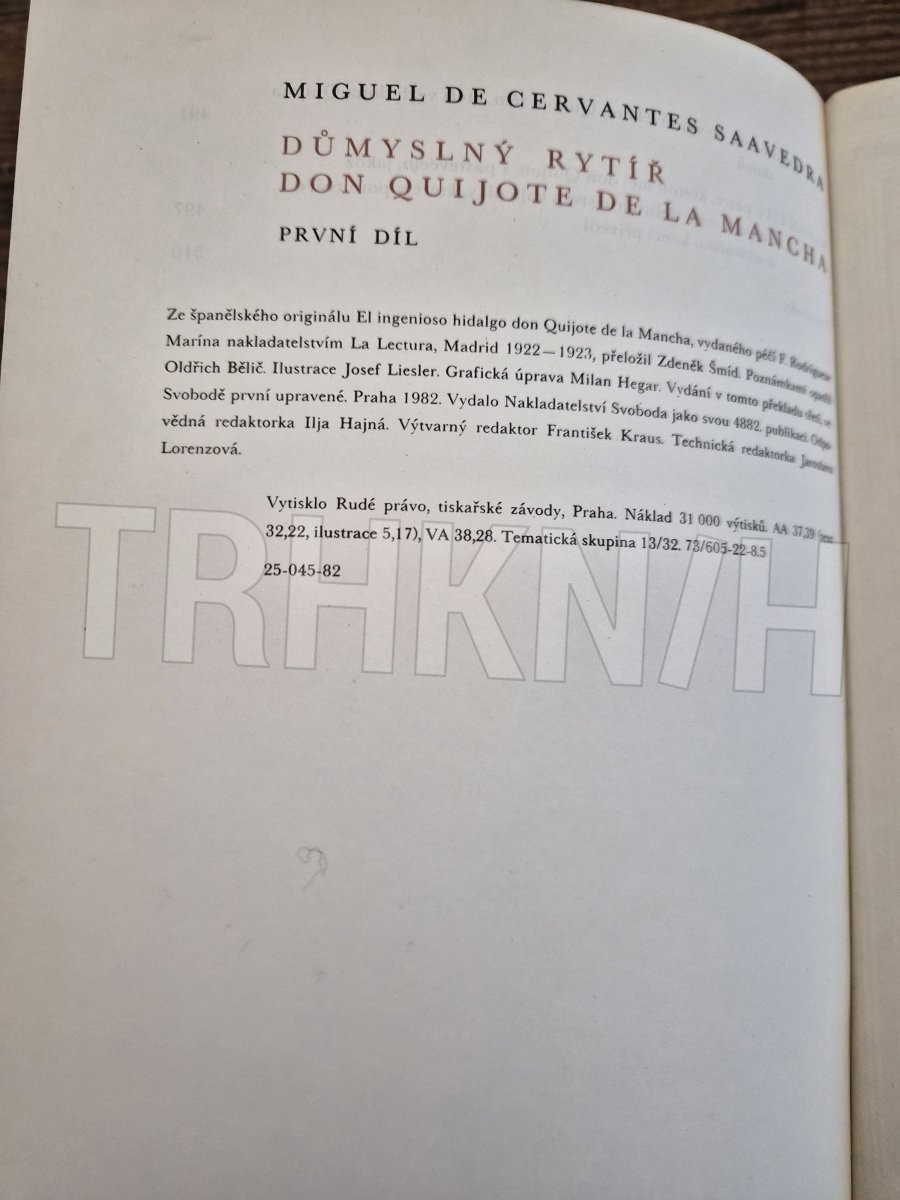 MIGUEL DE CERVANTES SAAVEDRA
DŮMYSLNÝ RYTÍŘ
DON QUIJOTE DE LA MANCHA
PRVNÍ DÍL
Ze španělského originálu El ingenioso hidalgo don Quijote de la Mancha, vydaného péčí F. Rodríguese
Marína nakladatelstvím La Lectura, Madrid 1922—1923, přeložil Zdeněk Šmíd. Poznámkami opatřil
Oldřich Bělič. Ilustrace Josef Liesler. Grafická úprava Milan Hegar. Vydání v tomto překladu třetí, ve
Svobodě první upravené. Praha 1982. Vydalo Nakladatelství Svoboda jako svou 4882. publikaci. Odpo-
vědná redaktorka Ilja Hajná. Výtvarný redaktor František Kraus. Technická redaktorka Jaroslava
Lorenzová.
Vytisklo Rudé právo, tiskařské závody, Praha. Náklad 31 000 výtisků. AA 37,39 (text
32,22, ilustrace 5,17), VA 38,28. Tematická skupina 13/32. 73/605-22-8.5
25-045-82
TRHKNIH